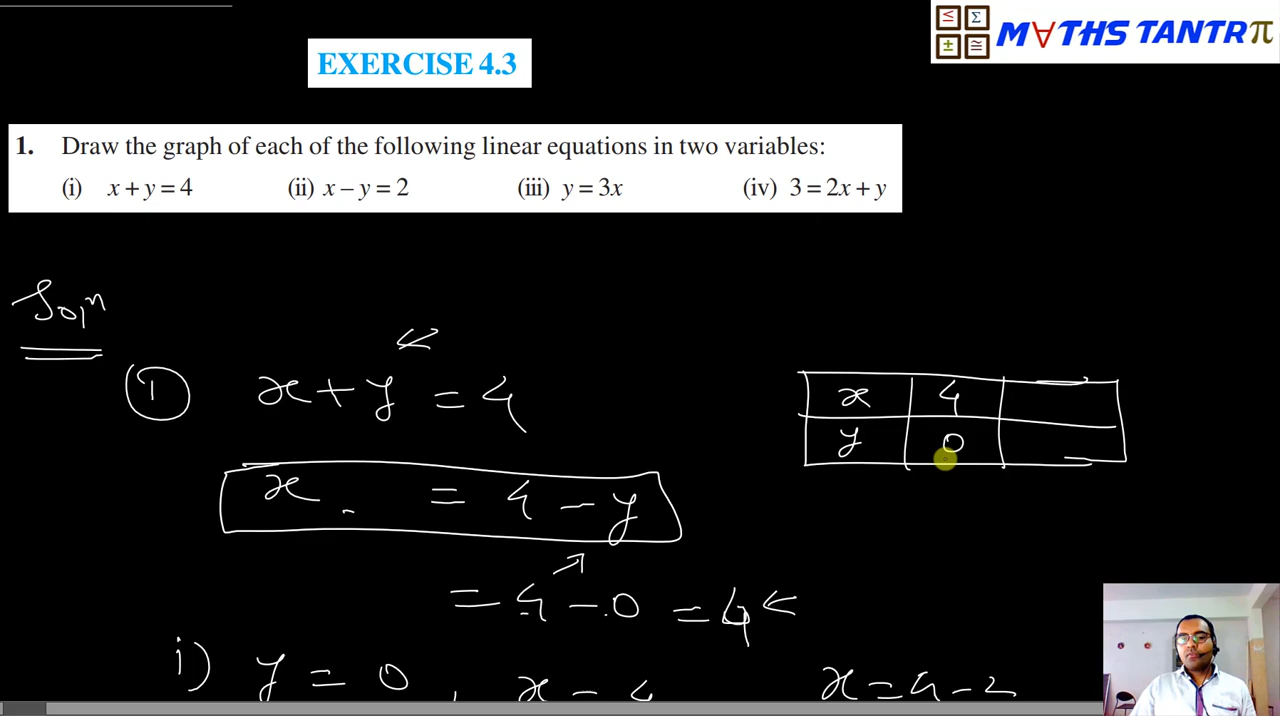 ≤ Σ ± ≅ M∀THS TANTRπ
EXERCISE 4.3
1. Draw the graph of each of the following linear equations in two variables:
(i) x + y = 4 (ii) x – y = 2 (iii) y = 3x (iv) 3 = 2x + y
Solⁿ
① x + y = 4
x 4
y 0
x = 4 - y
= 4 - 0 = 4
i) y = 0, x = 4 x = 4 - 2